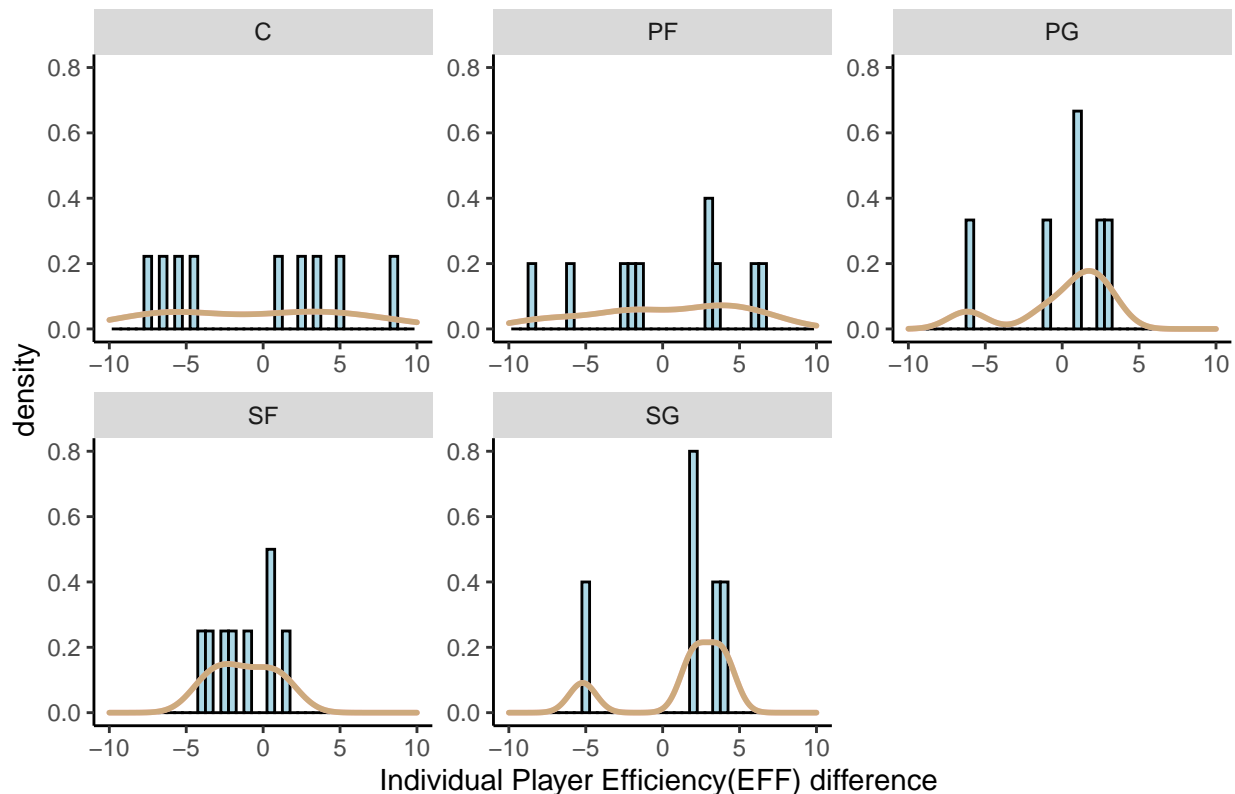 C PF PG
0.8 0.8 0.8
0.6 0.6 0.6
0.4 0.4 0.4
0.2 0.2 0.2
0.0 0.0 0.0
−10 −5 0 5 10 −10 −5 0 5 10 −10 −5 0 5 10
density
SF SG
0.8 0.8
0.6 0.6
0.4 0.4
0.2 0.2
0.0 0.0
−10 −5 0 5 10 −10 −5 0 5 10
Individual Player Efficiency(EFF) difference